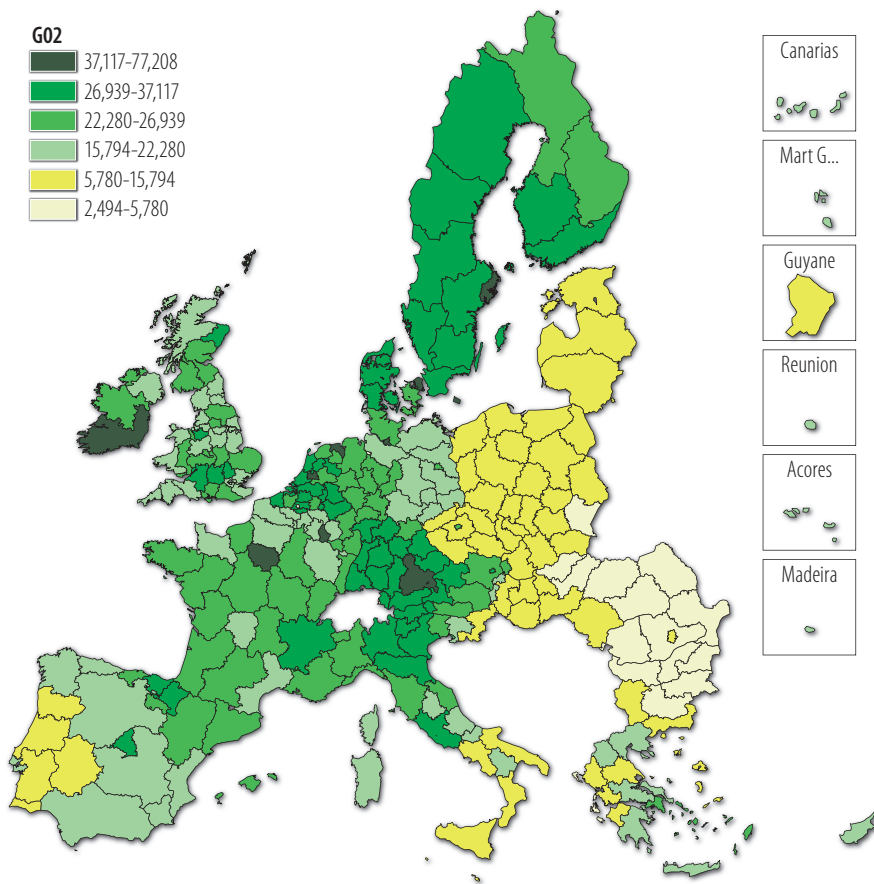 G02
37,117-77,208
26,939-37,117
22,280-26,939
15,794-22,280
5,780-15,794
2,494-5,780
Canarias
Mart G...
Guyane
Reunion
Acores
Madeira